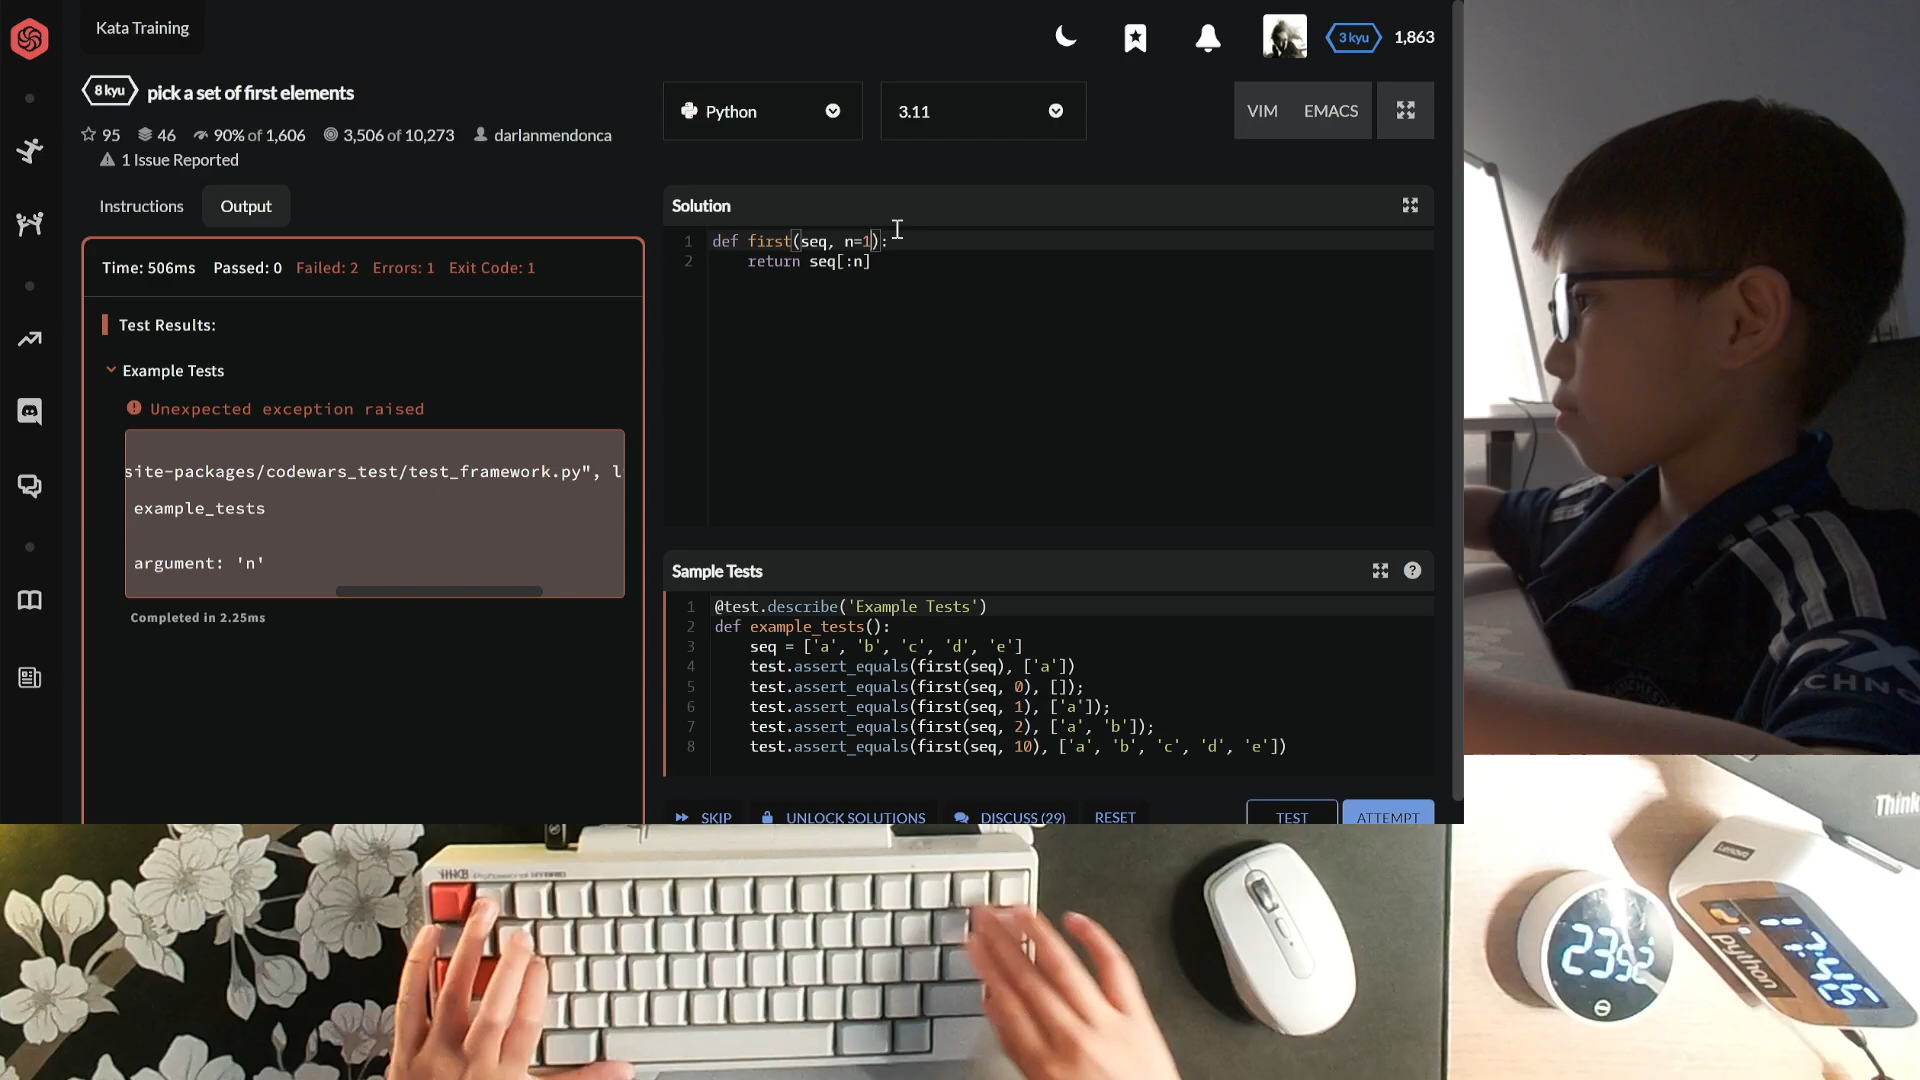 Kata Training
3 kyu
1,863
8 kyu
pick a set of first elements
95
46
90% of 1,606
3,506 of 10,273
darlanmendonca
1 Issue Reported
Python
3.11
VIM
EMACS
Instructions
Output
Time: 506ms Passed: 0 Failed: 2 Errors: 1 Exit Code: 1
Test Results:
Example Tests
Unexpected exception raised
site-packages/codewars_test/test_framework.py", l
example_tests
argument: 'n'
Completed in 2.25ms
Solution
1 def first(seq, n=1):
2 return seq[:n]
Sample Tests
1 @test.describe('Example Tests')
2 def example_tests():
3 seq = ['a', 'b', 'c', 'd', 'e']
4 test.assert_equals(first(seq), ['a'])
5 test.assert_equals(first(seq, 0), []);
6 test.assert_equals(first(seq, 1), ['a']);
7 test.assert_equals(first(seq, 2), ['a', 'b']);
8 test.assert_equals(first(seq, 10), ['a', 'b', 'c', 'd', 'e'])
SKIP
UNLOCK SOLUTIONS
DISCUSS (29)
RESET
TEST
ATTEMPT
HHKB Professional HYBRID
Think
Lenovo
python
2392